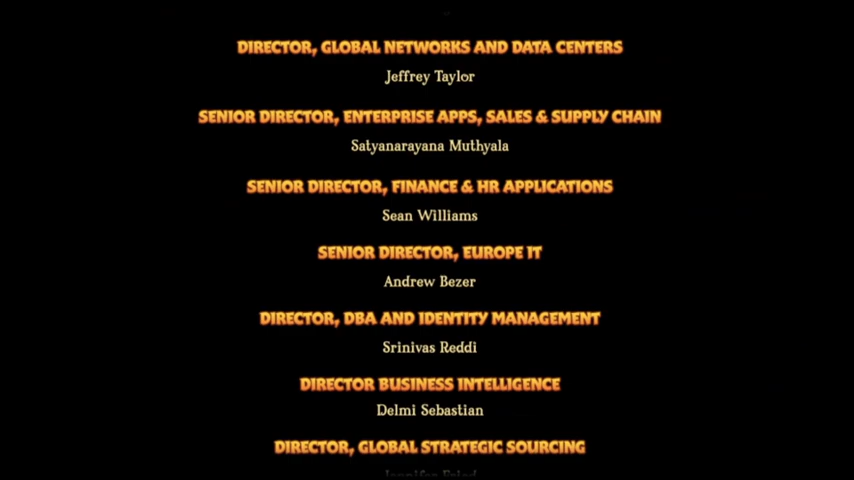 DIRECTOR, GLOBAL NETWORKS AND DATA CENTERS
Jeffrey Taylor
SENIOR DIRECTOR, ENTERPRISE APPS, SALES & SUPPLY CHAIN
Satyanarayana Muthyala
SENIOR DIRECTOR, FINANCE & HR APPLICATIONS
Sean Williams
SENIOR DIRECTOR, EUROPE IT
Andrew Bezer
DIRECTOR, DBA AND IDENTITY MANAGEMENT
Srinivas Reddi
DIRECTOR BUSINESS INTELLIGENCE
Delmi Sebastian
DIRECTOR, GLOBAL STRATEGIC SOURCING